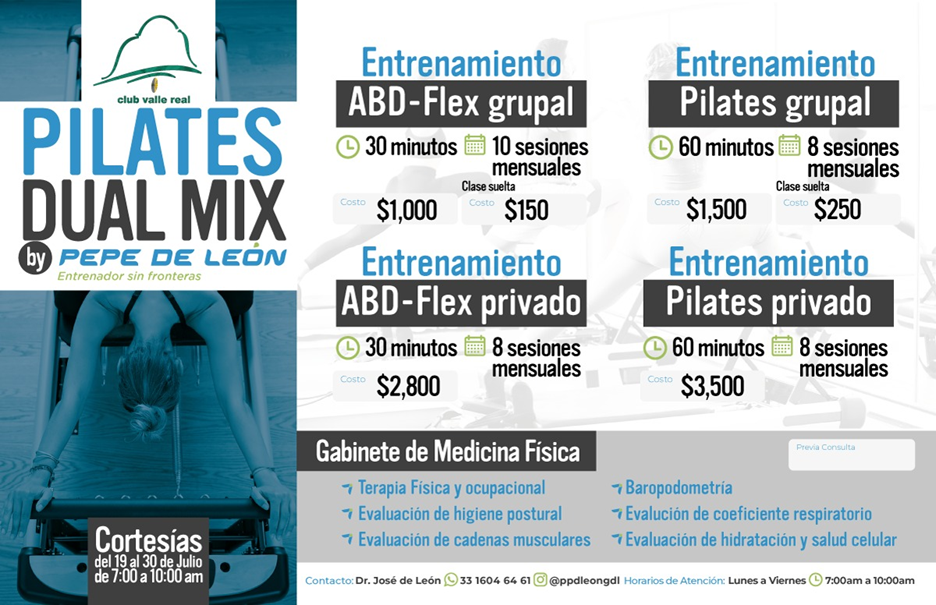 club valle real
PILATES
DUAL MIX
by PEPE DE LEÓN
Entrenador sin fronteras
Cortesías
del 19 al 30 de Julio
de 7:00 a 10:00 am
Entrenamiento
ABD-Flex grupal
30 minutos 10 sesiones
mensuales
Clase suelta
Costo $1,000 Costo $150
Entrenamiento
Pilates grupal
60 minutos 8 sesiones
mensuales
Clase suelta
Costo $1,500 Costo $250
Entrenamiento
ABD-Flex privado
30 minutos 8 sesiones
mensuales
Costo $2,800
Entrenamiento
Pilates privado
60 minutos 8 sesiones
mensuales
Costo $3,500
Gabinete de Medicina Física
Previa Consulta
Terapia Física y ocupacional
Evaluación de higiene postural
Evaluación de cadenas musculares
Baropodometría
Evalución de coeficiente respiratorio
Evaluación de hidratación y salud celular
Contacto: Dr. José de León 33 1604 64 61 @ppdleongdl Horarios de Atención: Lunes a Viernes 7:00am a 10:00am